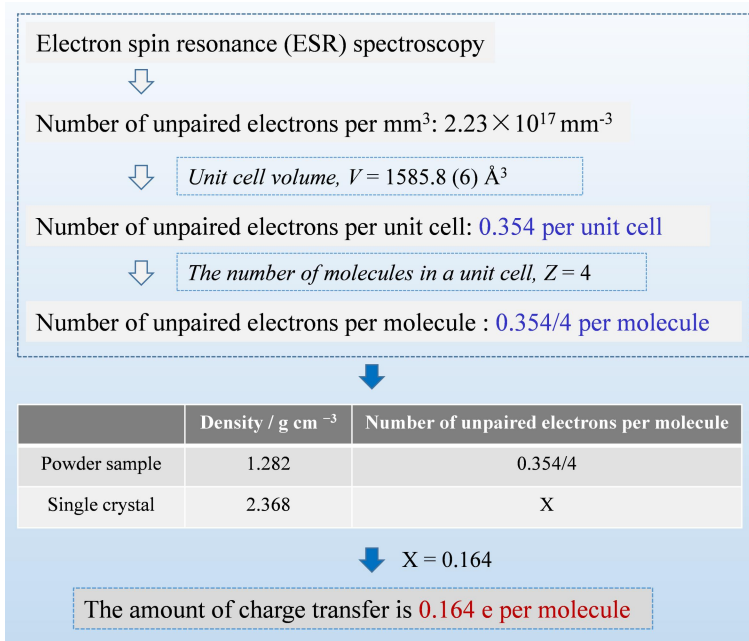 Electron spin resonance (ESR) spectroscopy
Number of unpaired electrons per mm³: 2.23×10¹⁷ mm⁻³
Unit cell volume, V = 1585.8 (6) Å³
Number of unpaired electrons per unit cell: 0.354 per unit cell
The number of molecules in a unit cell, Z = 4
Number of unpaired electrons per molecule : 0.354/4 per molecule
Density / g cm ⁻³ Number of unpaired electrons per molecule
Powder sample 1.282 0.354/4
Single crystal 2.368 X
X = 0.164
The amount of charge transfer is 0.164 e per molecule